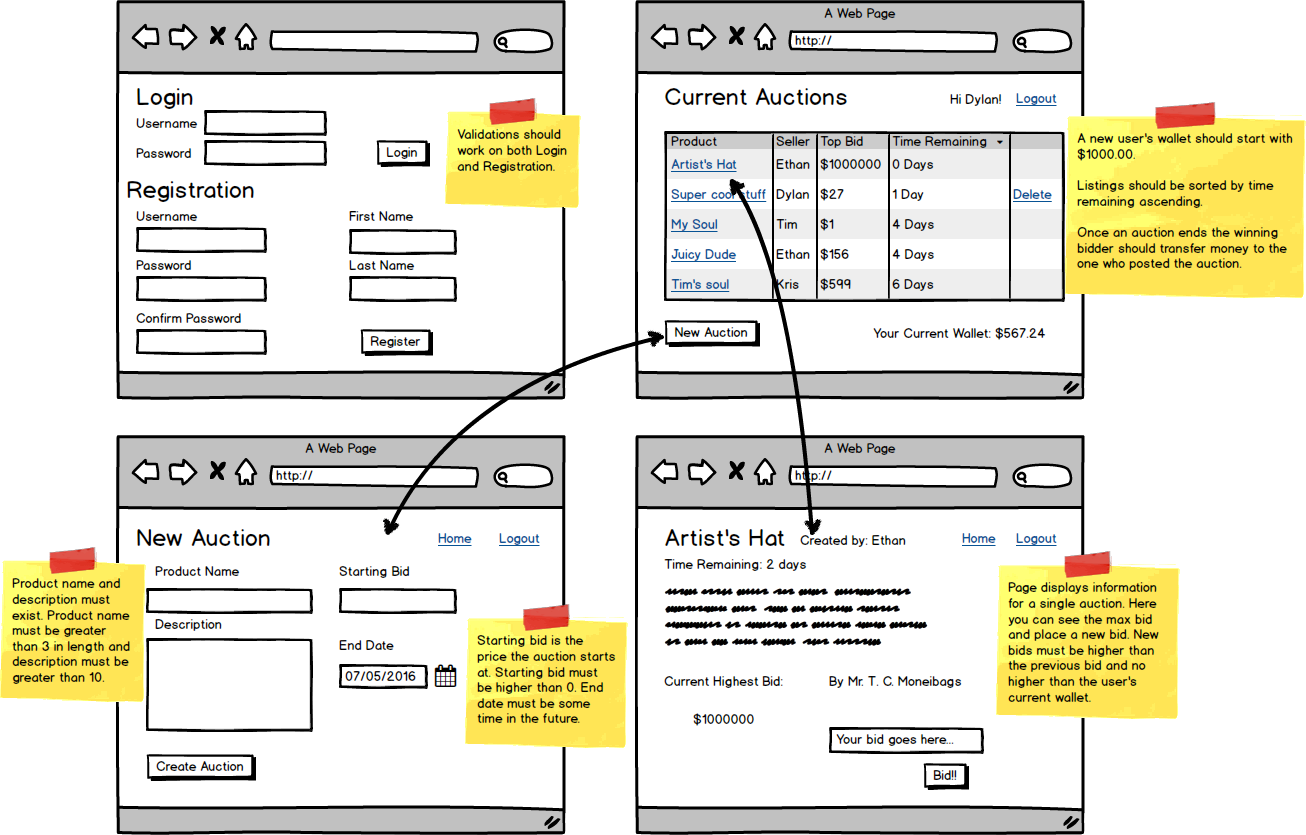 Login
Username
Password
Login
Registration
Username
First Name
Password
Last Name
Confirm Password
Register
Validations should
work on both Login
and Registration.
A Web Page
http://
Current Auctions
Hi Dylan!
Logout
Product Seller Top Bid Time Remaining
Artist's Hat Ethan $1000000 0 Days
Super cool stuff Dylan $27 1 Day Delete
My Soul Tim $1 4 Days
Juicy Dude Ethan $156 4 Days
Tim's soul Kris $599 6 Days
New Auction
Your Current Wallet: $567.24
A new user's wallet should start with
$1000.00.
Listings should be sorted by time
remaining ascending.
Once an auction ends the winning
bidder should transfer money to the
one who posted the auction.
A Web Page
http://
New Auction
Home
Logout
Product Name
Starting Bid
Description
End Date
07/05/2016
Create Auction
Product name and
description must
exist. Product name
must be greater
than 3 in length and
description must be
greater than 10.
Starting bid is the
price the auction starts
at. Starting bid must
be higher than 0. End
date must be some
time in the future.
A Web Page
http://
Artist's Hat
Created by: Ethan
Home
Logout
Time Remaining: 2 days
Current Highest Bid:
By Mr. T. C. Moneibags
$1000000
Your bid goes here...
Bid!!
Page displays information
for a single auction. Here
you can see the max bid
and place a new bid. New
bids must be higher than
the previous bid and no
higher than the user's
current wallet.